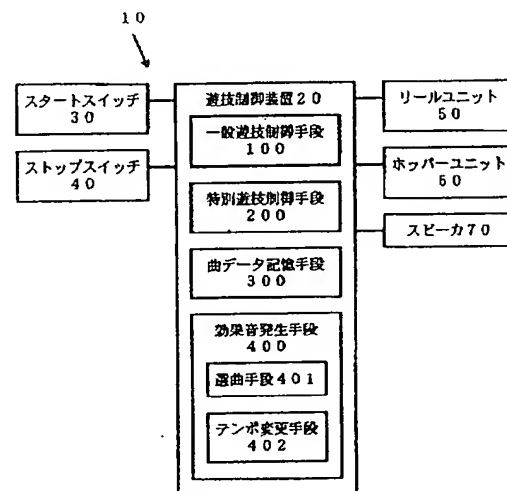 10
スタートスイッチ
30
ストップスイッチ
40
遊技制御装置20
一般遊技制御手段
100
特別遊技制御手段
200
曲データ記憶手段
300
効果音発生手段
400
選曲手段401
テンポ変更手段
402
リールユニット
50
ホッパーユニット
60
スピーカ70